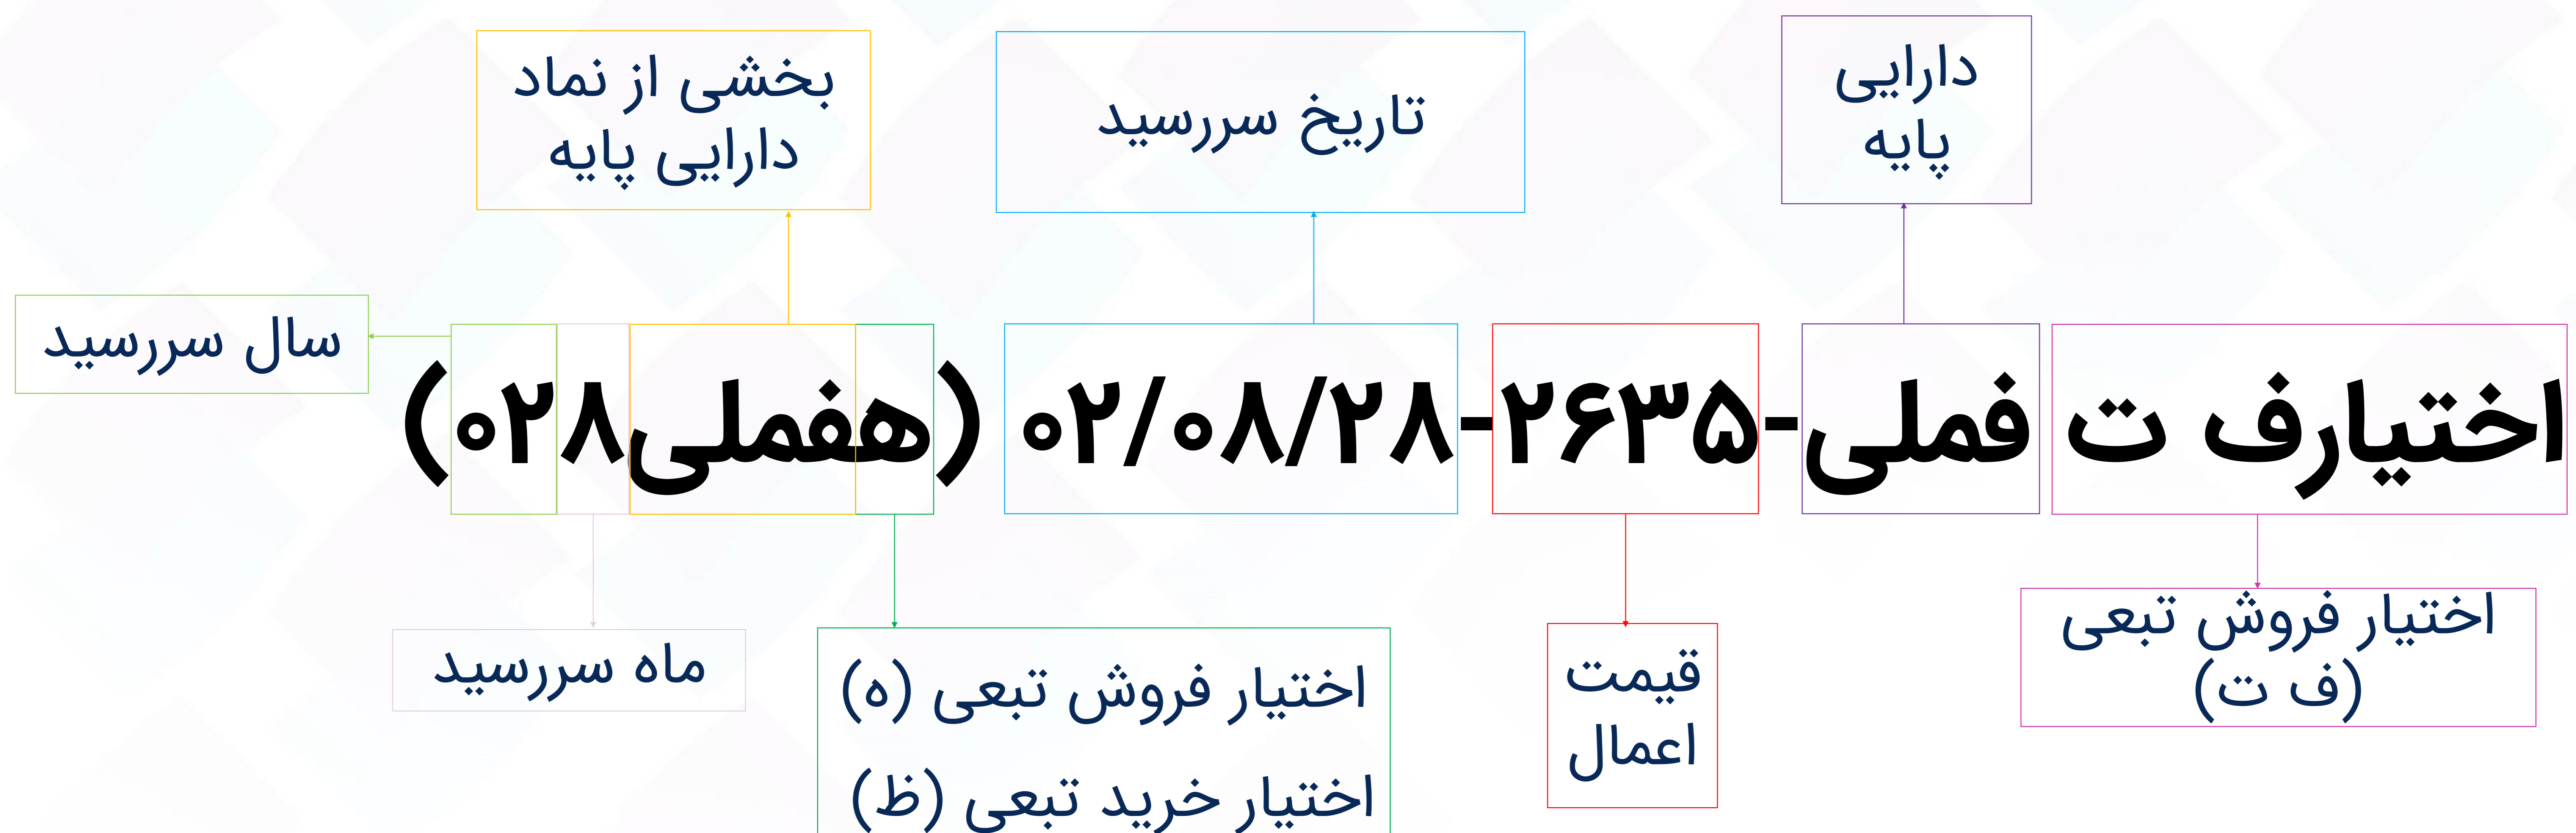 دارایی
پایه
تاریخ سررسید
بخشی از نماد
دارایی پایه
سال سررسید
اختیارف ت فملی-۲۶۳۵-۰۲/۰۸/۲۸ (هفملی۰۲۸)
اختیار فروش تبعی
(ف ت)
قیمت
اعمال
اختیار فروش تبعی (ه)
اختیار خرید تبعی (ظ)
ماه سررسید